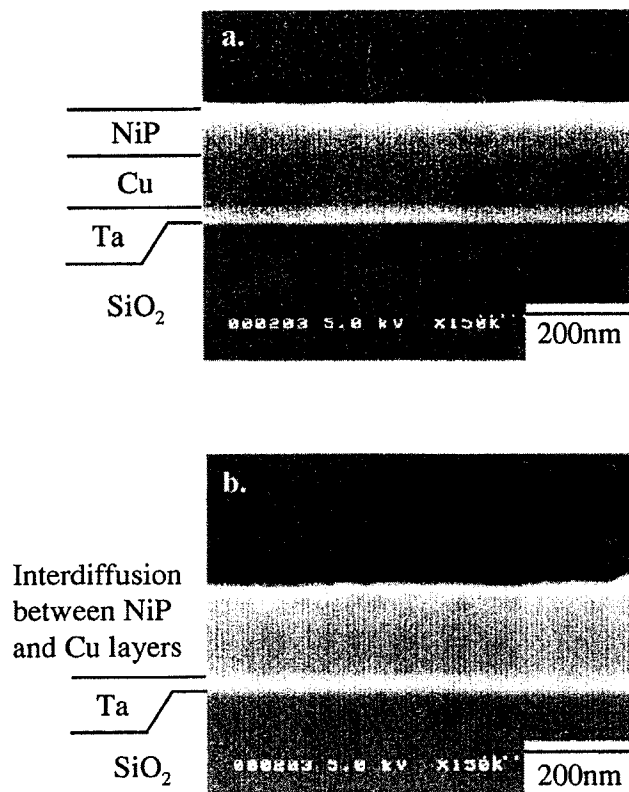 a.
NiP
Cu
Ta
SiO₂
000203 5.0 kV X150k
200nm
b.
Interdiffusion
between NiP
and Cu layers
Ta
SiO₂
000203 5.0 kV X150k
200nm